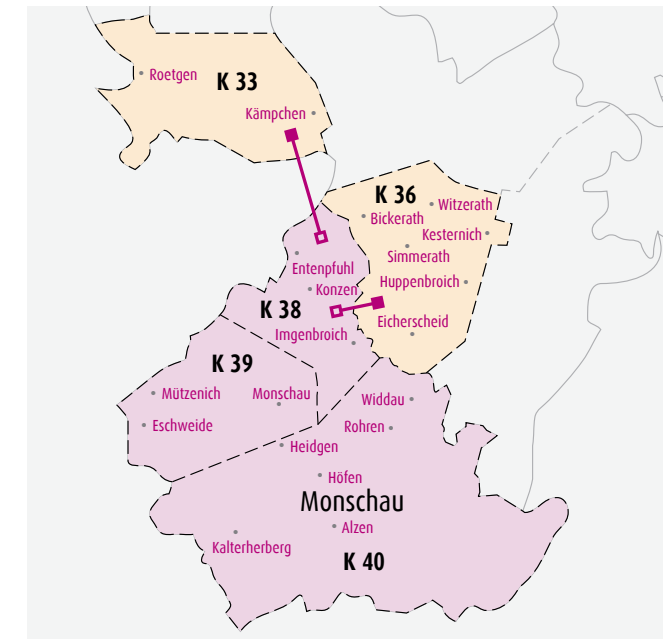 Roetgen
K 33
Kämpchen
K 36
Witzerath
Bickerath
Kesternich
Simmerath
Entenpfuhl
Huppenbroich
Konzen
K 38
Eicherscheid
Imgenbroich
K 39
Mützenich
Monschau
Widdau
Eschweide
Rohren
Heidgen
Höfen
Monschau
Alzen
Kalterherberg
K 40